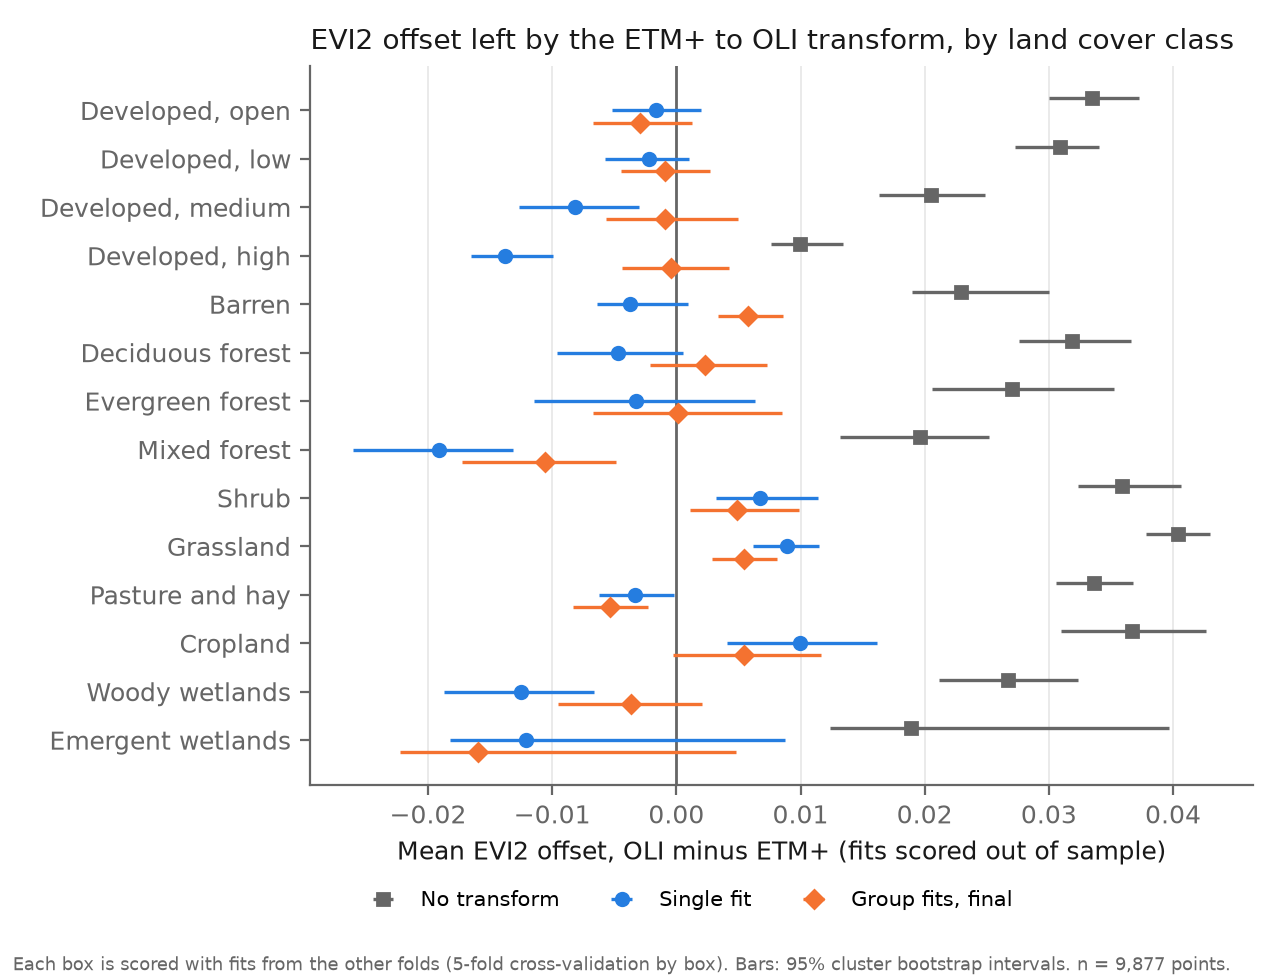 EVI2 offset left by the ETM+ to OLI transform, by land cover class
Developed, open
Developed, low
Developed, medium
Developed, high
Barren
Deciduous forest
Evergreen forest
Mixed forest
Shrub
Grassland
Pasture and hay
Cropland
Woody wetlands
Emergent wetlands
−0.02 −0.01 0.00 0.01 0.02 0.03 0.04
Mean EVI2 offset, OLI minus ETM+ (fits scored out of sample)
No transform Single fit Group fits, final
Each box is scored with fits from the other folds (5-fold cross-validation by box). Bars: 95% cluster bootstrap intervals. n = 9,877 points.